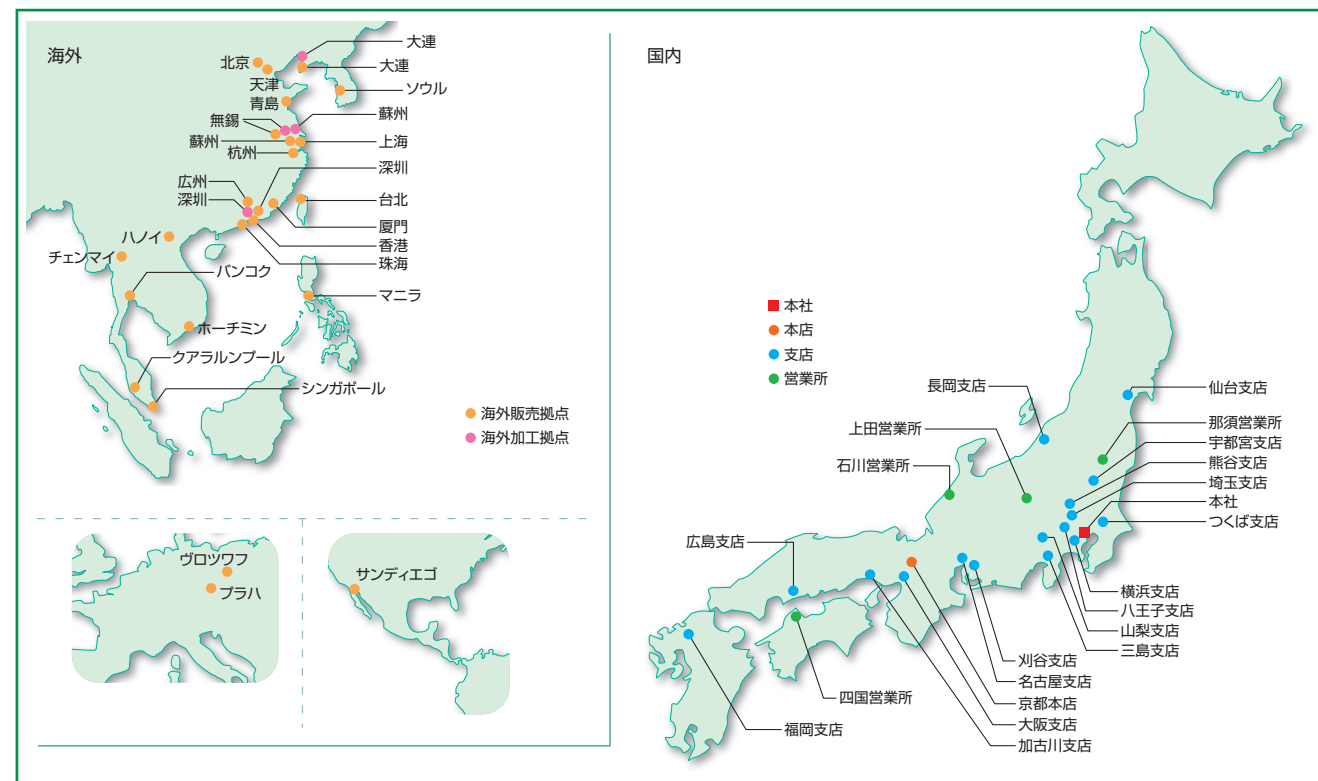 海外
大連
北京
大連
天津
ソウル
青島
蘇州
無錫
蘇州
上海
杭州
深圳
広州
深圳
台北
厦門
ハノイ
香港
チェンマイ
珠海
バンコク
マニラ
ホーチミン
クアラルンプール
シンガポール
海外販売拠点
海外加工拠点
ヴロツワフ
プラハ
サンディエゴ
国内
本社
本店
支店
営業所
長岡支店
仙台支店
上田営業所
那須営業所
宇都宮支店
石川営業所
熊谷支店
埼玉支店
本社
つくば支店
広島支店
横浜支店
八王子支店
山梨支店
三島支店
刈谷支店
名古屋支店
四国営業所
京都本店
福岡支店
大阪支店
加古川支店